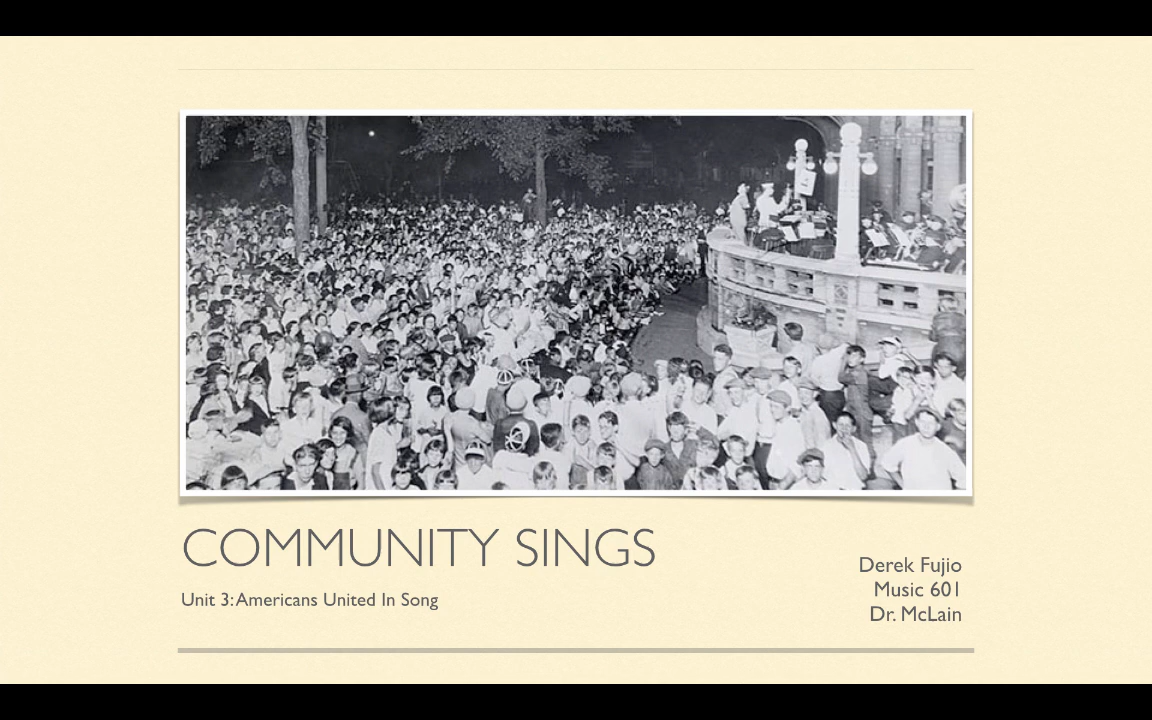 COMMUNITY SINGS
Unit 3: Americans United In Song
Derek Fujio
Music 601
Dr. McLain